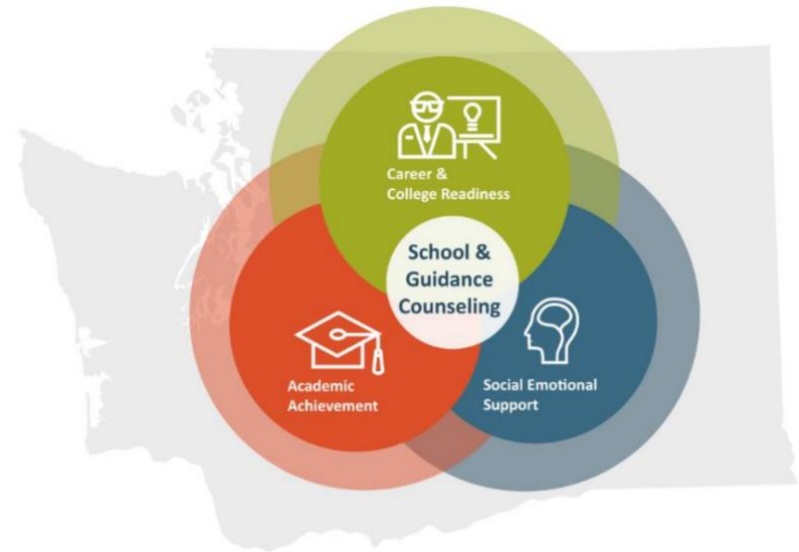 Career &
College Readiness
School &
Guidance
Counseling
Academic
Achievement
Social Emotional
Support